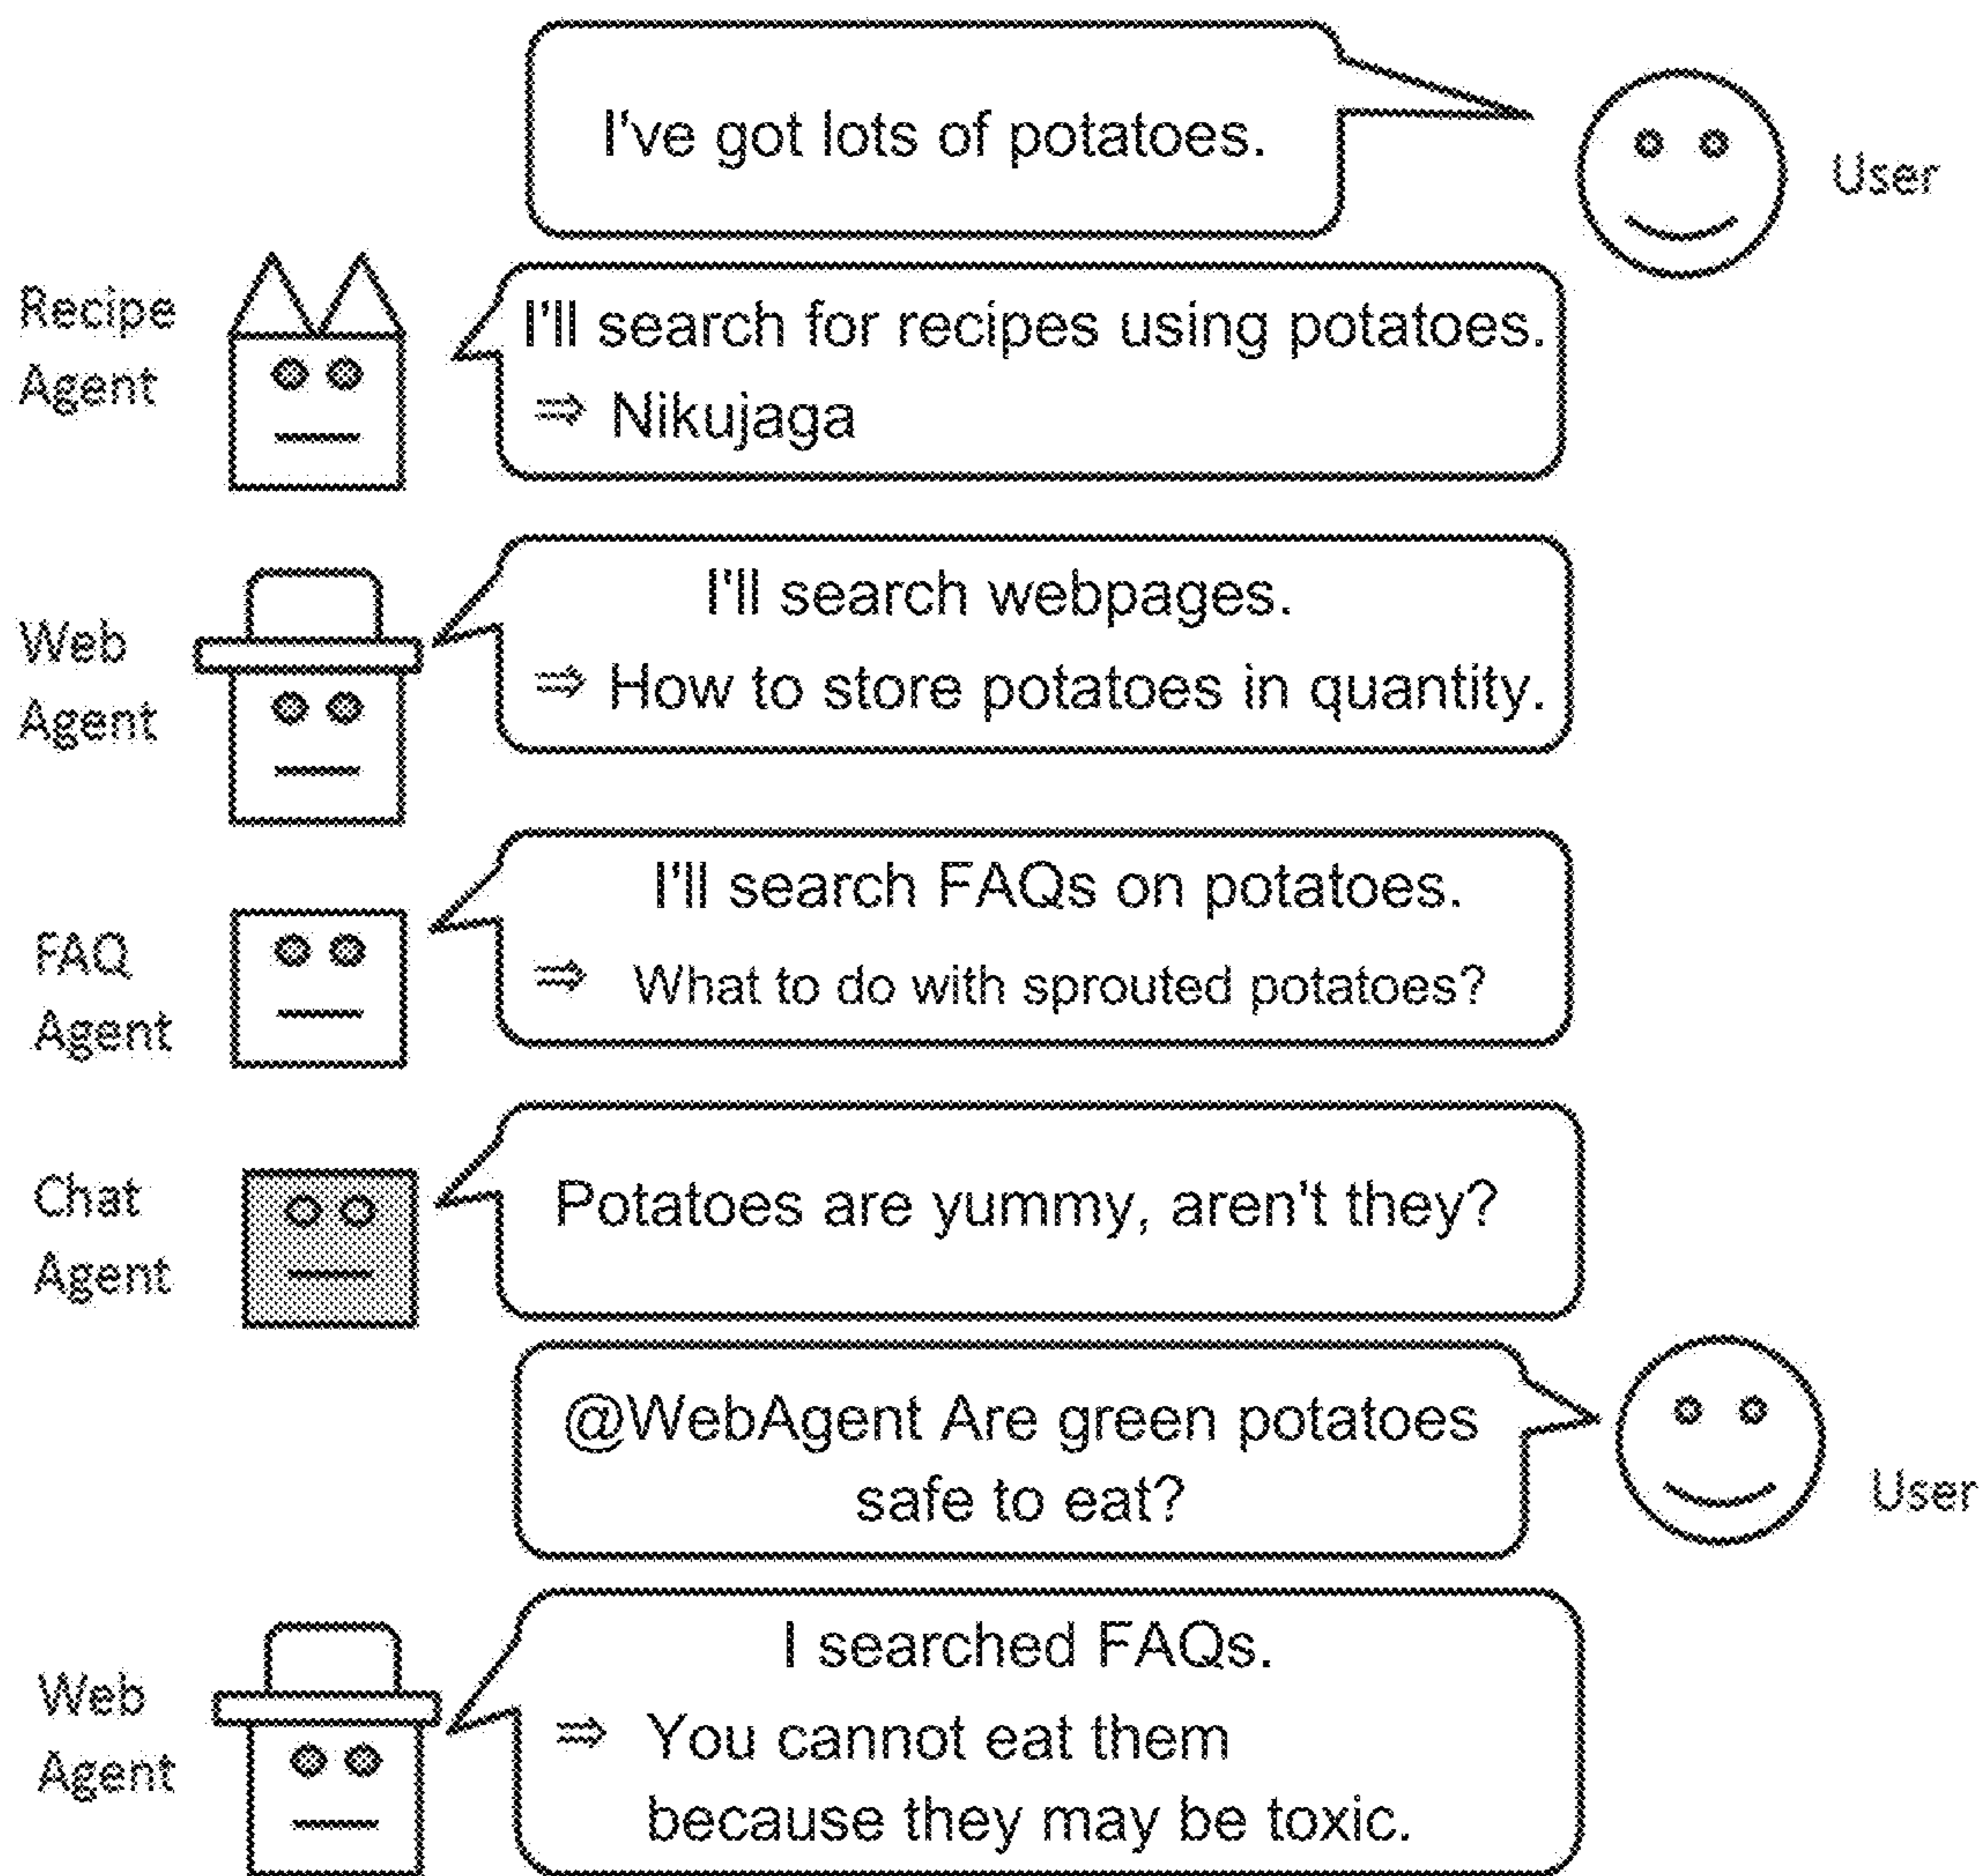 I've got lots of potatoes.
User
Recipe
Agent
I'll search for recipes using potatoes.
⇒ Nikujaga
Web
Agent
I'll search webpages.
⇒ How to store potatoes in quantity.
FAQ
Agent
I'll search FAQs on potatoes.
⇒ What to do with sprouted potatoes?
Chat
Agent
Potatoes are yummy, aren't they?
@WebAgent Are green potatoes
safe to eat?
User
Web
Agent
I searched FAQs.
⇒ You cannot eat them
because they may be toxic.